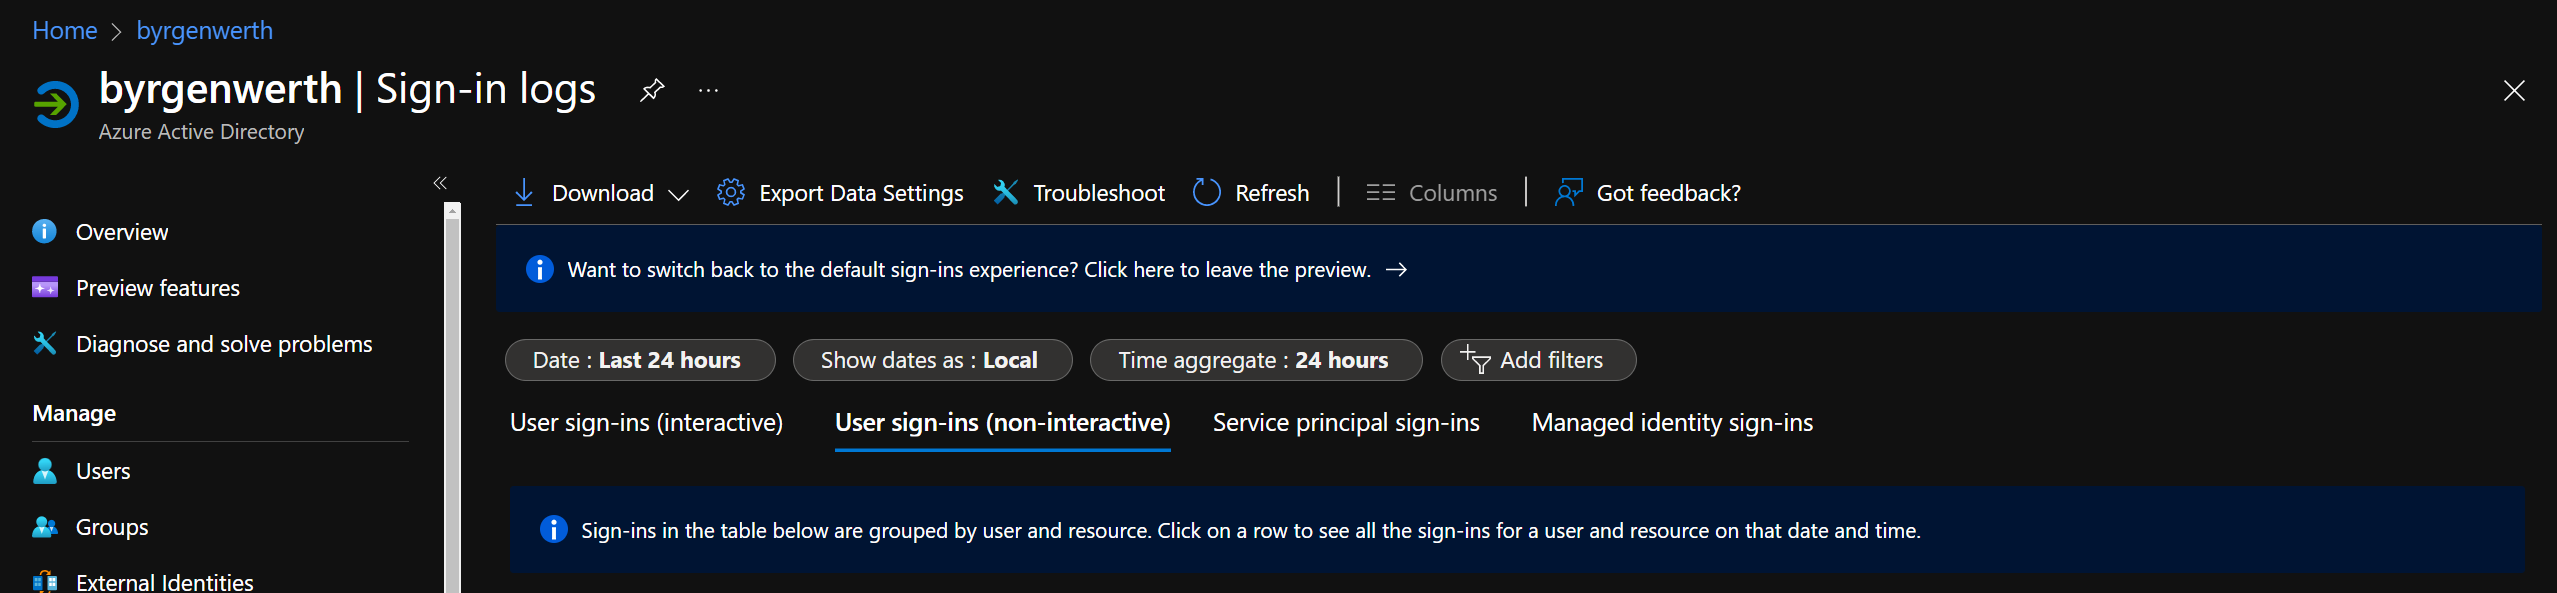 Home > byrgenwerth
byrgenwerth | Sign-in logs ...
Azure Active Directory
«
Overview
Preview features
Diagnose and solve problems
Manage
Users
Groups
External Identities
Download Export Data Settings Troubleshoot Refresh | Columns | Got feedback?
Want to switch back to the default sign-ins experience? Click here to leave the preview. →
Date : Last 24 hours Show dates as : Local Time aggregate : 24 hours Add filters
User sign-ins (interactive) User sign-ins (non-interactive) Service principal sign-ins Managed identity sign-ins
Sign-ins in the table below are grouped by user and resource. Click on a row to see all the sign-ins for a user and resource on that date and time.